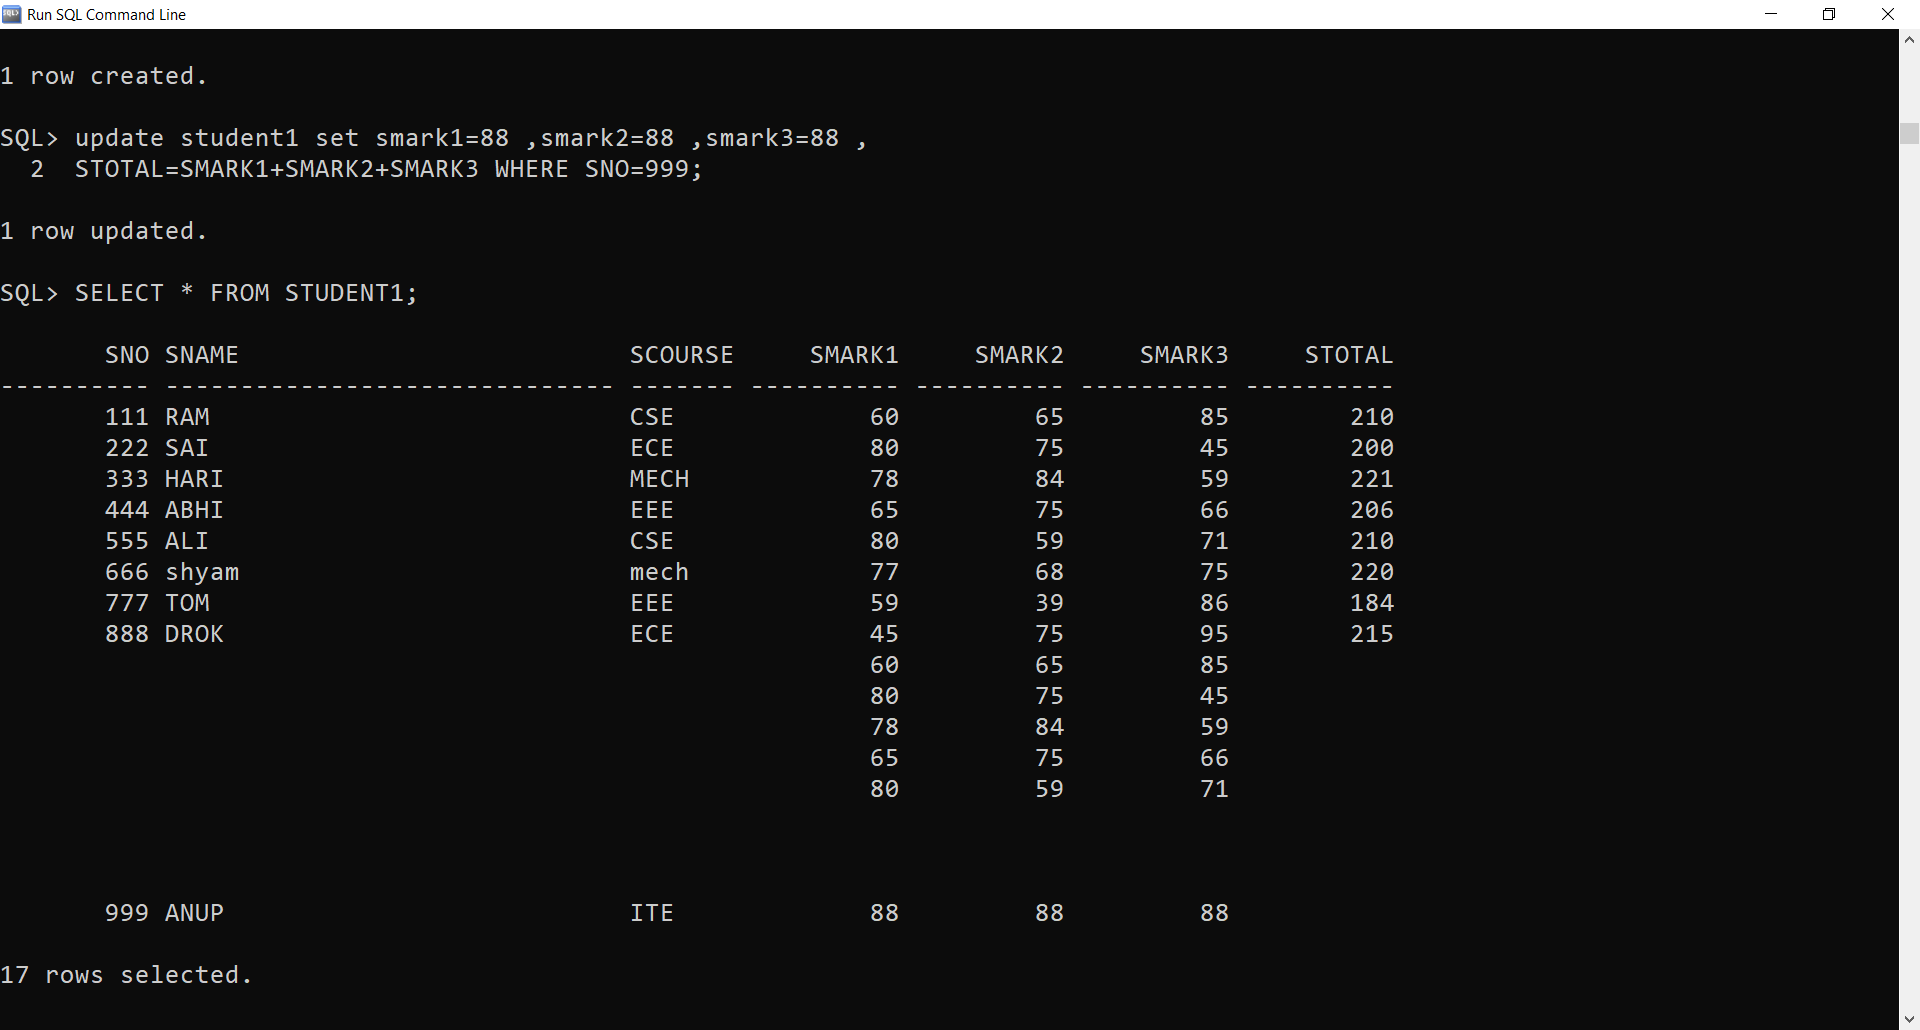 Run SQL Command Line
1 row created.
SQL> update student1 set smark1=88 ,smark2=88 ,smark3=88 ,
  2  STOTAL=SMARK1+SMARK2+SMARK3 WHERE SNO=999;
1 row updated.
SQL> SELECT * FROM STUDENT1;
       SNO SNAME                          SCOURSE     SMARK1     SMARK2     SMARK3     STOTAL
---------- ------------------------------ ------- ---------- ---------- ---------- ----------
       111 RAM                            CSE             60         65         85        210
       222 SAI                            ECE             80         75         45        200
       333 HARI                           MECH            78         84         59        221
       444 ABHI                           EEE             65         75         66        206
       555 ALI                            CSE             80         59         71        210
       666 shyam                          mech            77         68         75        220
       777 TOM                            EEE             59         39         86        184
       888 DROK                           ECE             45         75         95        215
                                                          60         65         85
                                                          80         75         45
                                                          78         84         59
                                                          65         75         66
                                                          80         59         71
       999 ANUP                           ITE             88         88         88
17 rows selected.